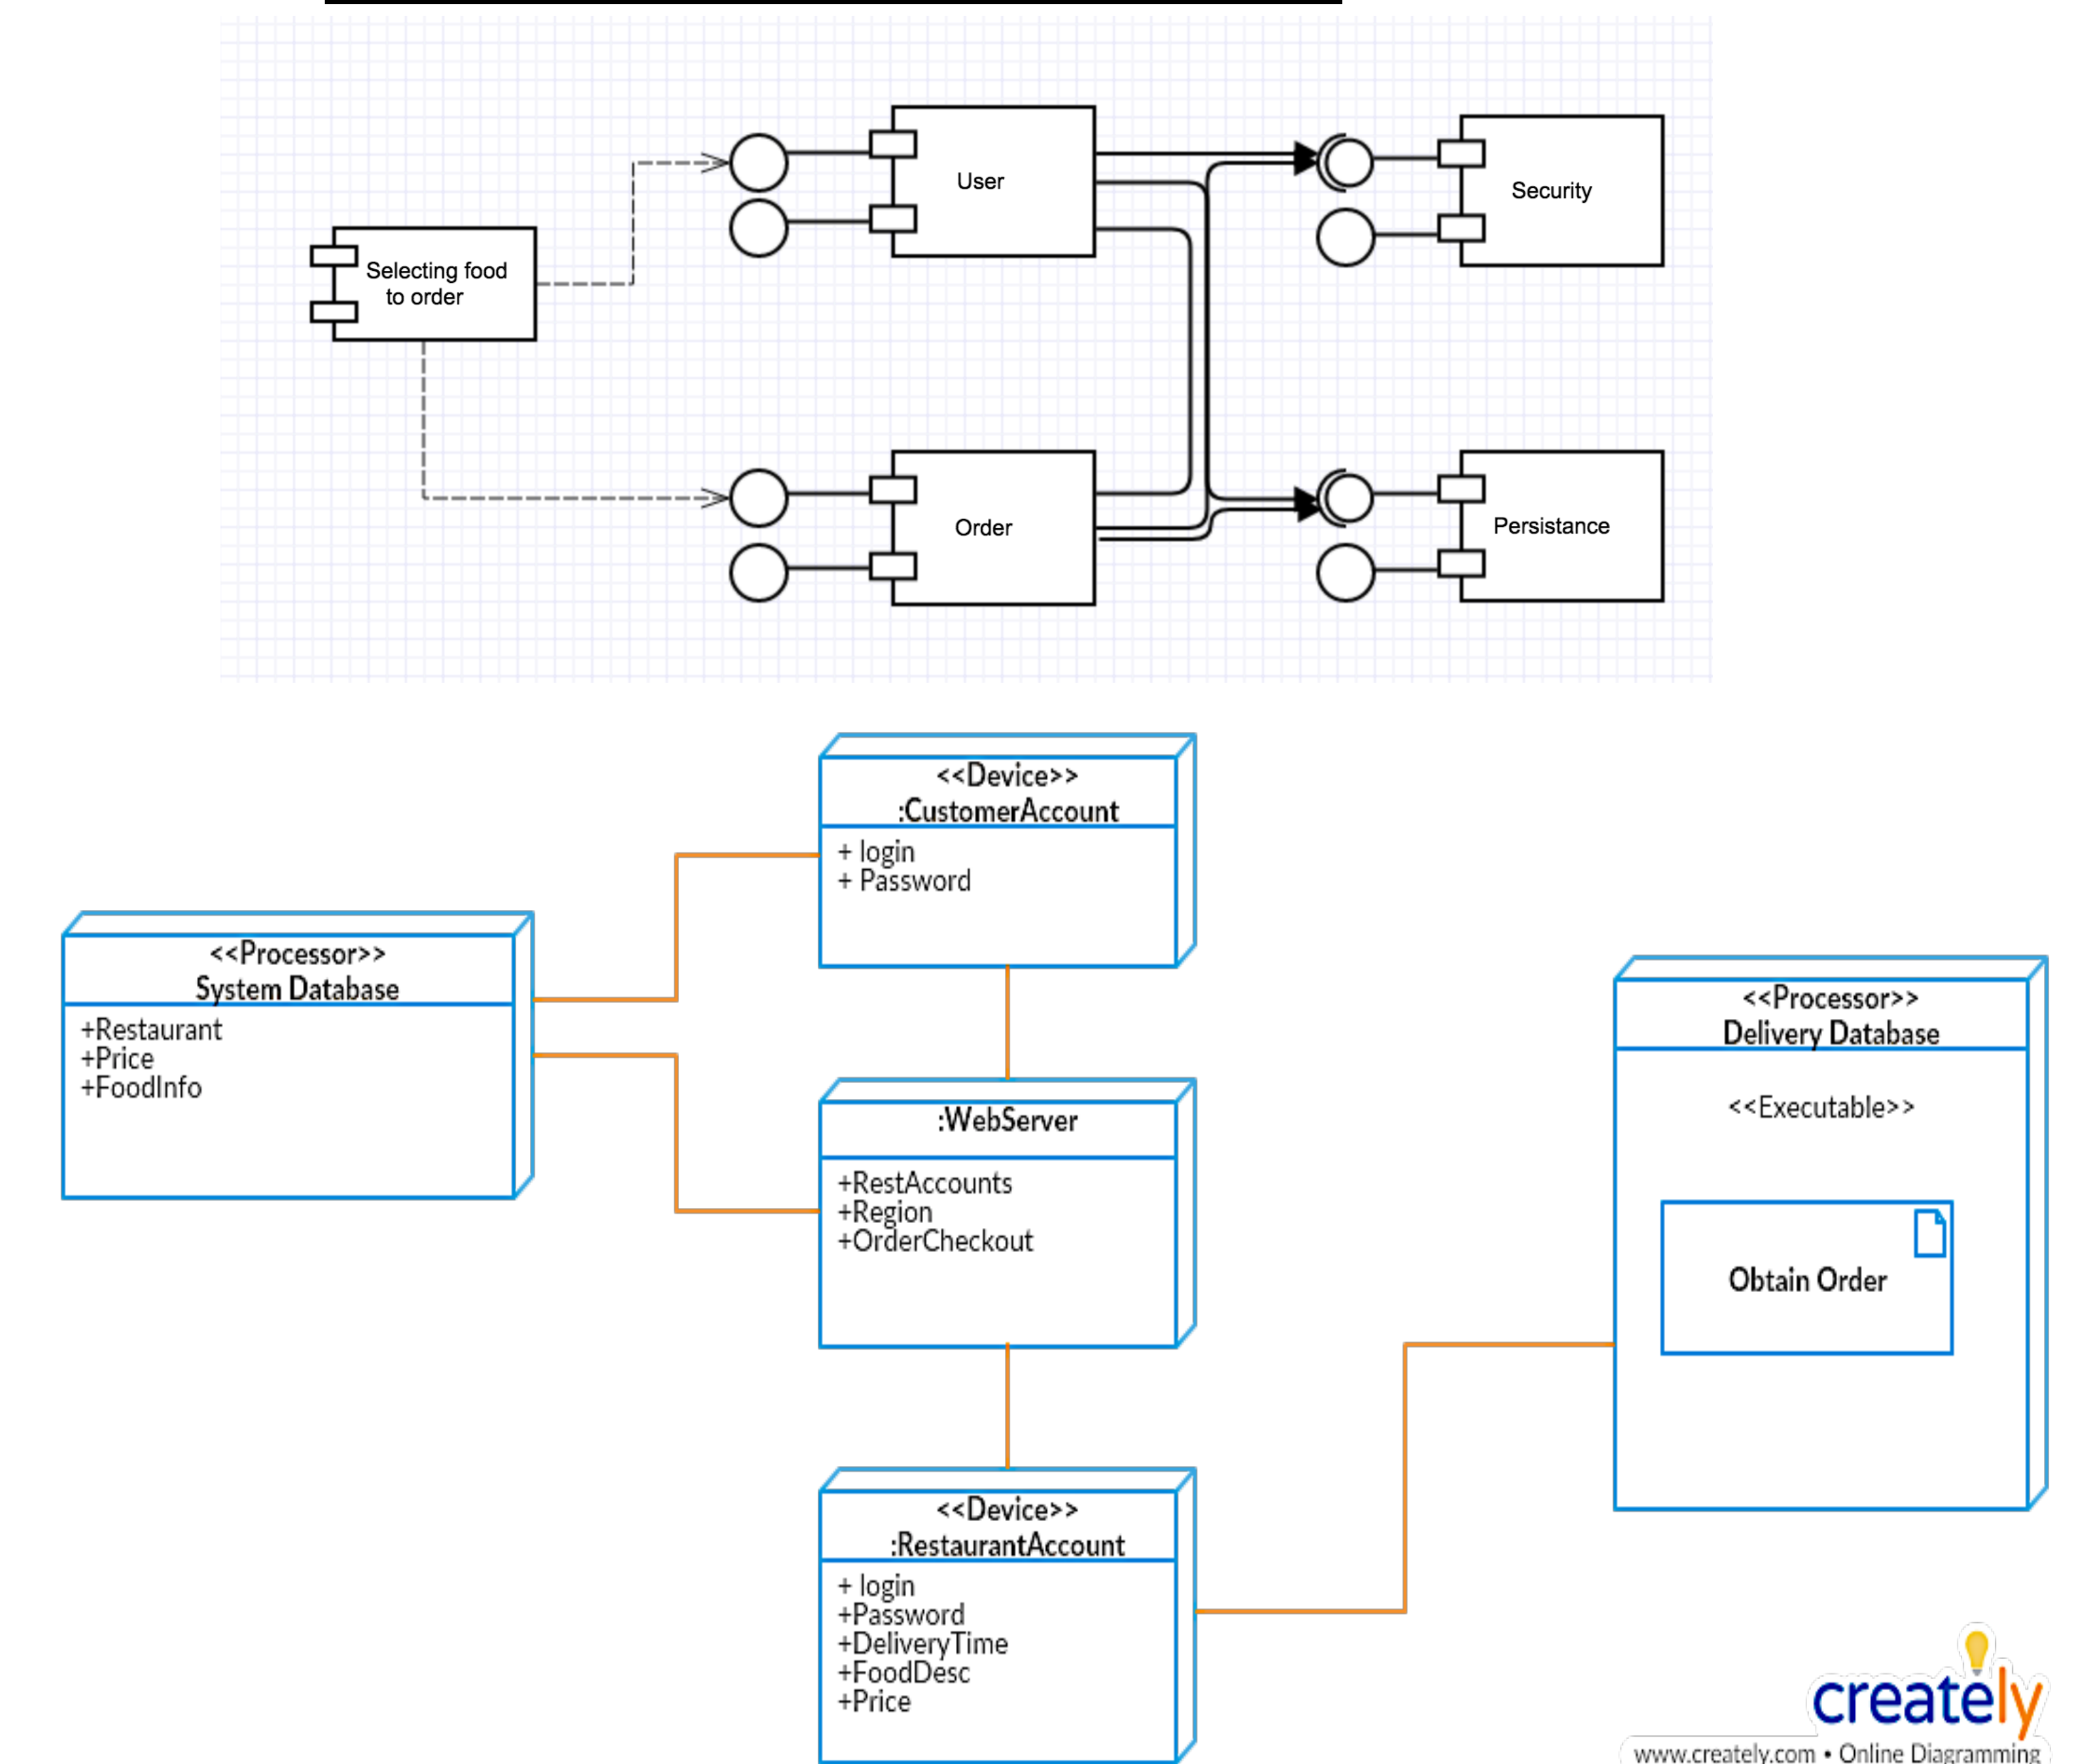 User
Security
Selecting food
to order
Order
Persistance
<<Device>>
:CustomerAccount
+ login
+ Password
<<Processor>>
System Database
+Restaurant
+Price
+FoodInfo
<<Processor>>
Delivery Database
<<Executable>>
Obtain Order
:WebServer
+RestAccounts
+Region
+OrderCheckout
<<Device>>
:RestaurantAccount
+ login
+Password
+DeliveryTime
+FoodDesc
+Price
creately
www.creately.com • Online Diagramming